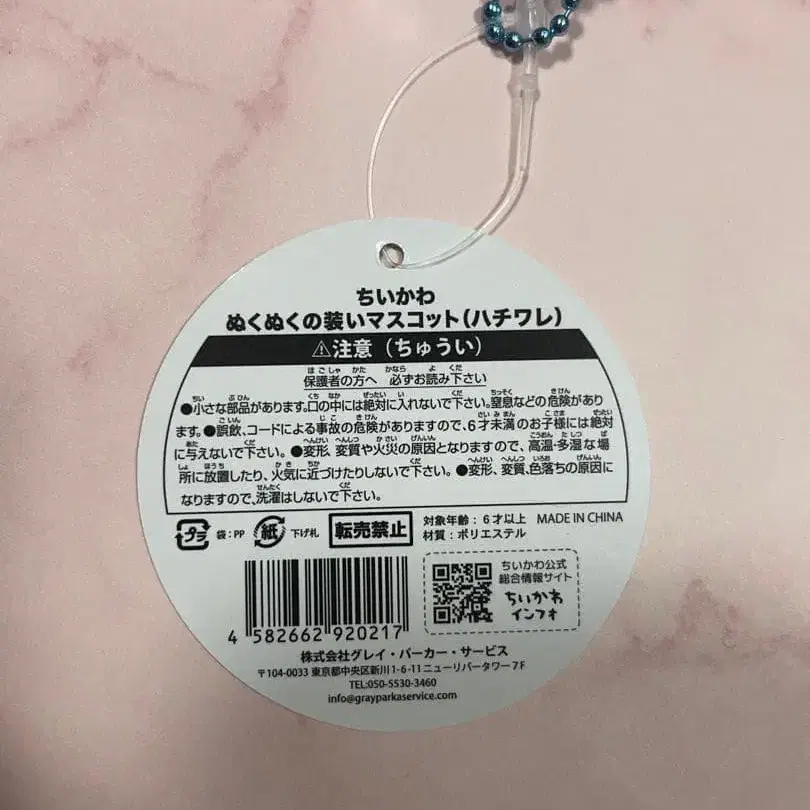 ちいかわ
ぬくぬくの装いマスコット(ハチワレ)
⚠注意(ちゅうい)
保護者の方へ 必ずお読み下さい
●小さな部品があります。口の中には絶対に入れないで下さい。窒息などの危険があり
ます。●誤飲、コードによる事故の危険がありますので、6才未満のお子様には絶対
に与えないで下さい。●変形、変質や火災の原因となりますので、高温・多湿な場
所に放置したり、火気に近づけたりしないで下さい。●変形、変質、色落ちの原因に
なりますので、洗濯はしないで下さい。
プラ 袋:PP 紙 下げ札 転売禁止 対象年齢:6才以上 MADE IN CHINA
材質:ポリエステル
ちいかわ公式
総合情報サイト
ちいかわ
インフォ
4 582662 920217
株式会社グレイ・パーカー・サービス
〒104-0033 東京都中央区新川1-6-11 ニューリバータワー7F
TEL:050-5530-3460
info@grayparkaservice.com